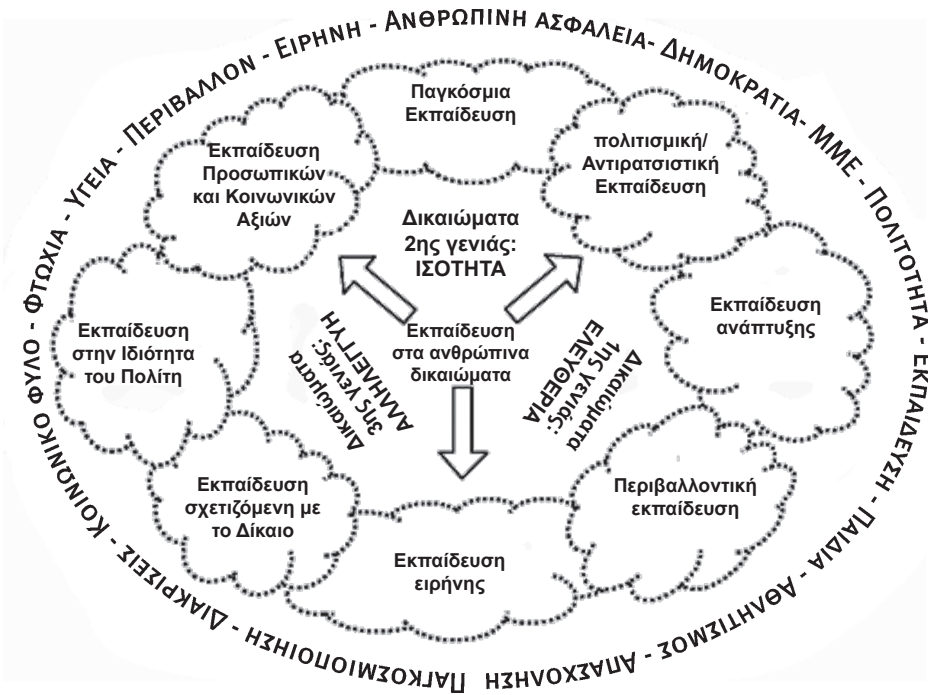 ΚΟΙΝΩΝΙΚΟ ΦΥΛΟ - ΦΤΩΧΙΑ - ΥΓΕΙΑ - ΠΕΡΙΒΑΛΛΟΝ - ΕΙΡΗΝΗ - ΑΝΘΡΩΠΙΝΗ ΑΣΦΑΛΕΙΑ- ΔΗΜΟΚΡΑΤΙΑ- ΜΜΕ - ΠΟΛΙΤΟΤΗΤΑ - ΕΚΠΑΙΔΕΥΣΗ - ΠΑΙΔΙΑ - ΑΘΛΗΤΙΣΜΟΣ - ΑΠΑΣΧΟΛΗΣΗ ΠΑΓΚΟΣΜΙΟΠΟΙΗΣΗ - ΔΙΑΚΡΙΣΕΙΣ -
Παγκόσμια
Εκπαίδευση
Εκπαίδευση
Προσωπικών
και Κοινωνικών
Αξιών
πολιτισμική/
Αντιρατσιστική
Εκπαίδευση
Δικαιώματα
2ης γενιάς:
ΙΣΟΤΗΤΑ
Εκπαίδευση
στην Ιδιότητα
του Πολίτη
Δικαιώματα
3ης γενιάς:
ΑΛΛΗΛΕΓΓΥΗ
Εκπαίδευση
στα ανθρώπινα
δικαιώματα
Δικαιώματα
1ης γενιάς:
ΕΛΕΥΘΕΡΙΑ
Εκπαίδευση
ανάπτυξης
Εκπαίδευση
σχετιζόμενη με
το Δίκαιο
Εκπαίδευση
ειρήνης
Περιβαλλοντική
εκπαίδευση